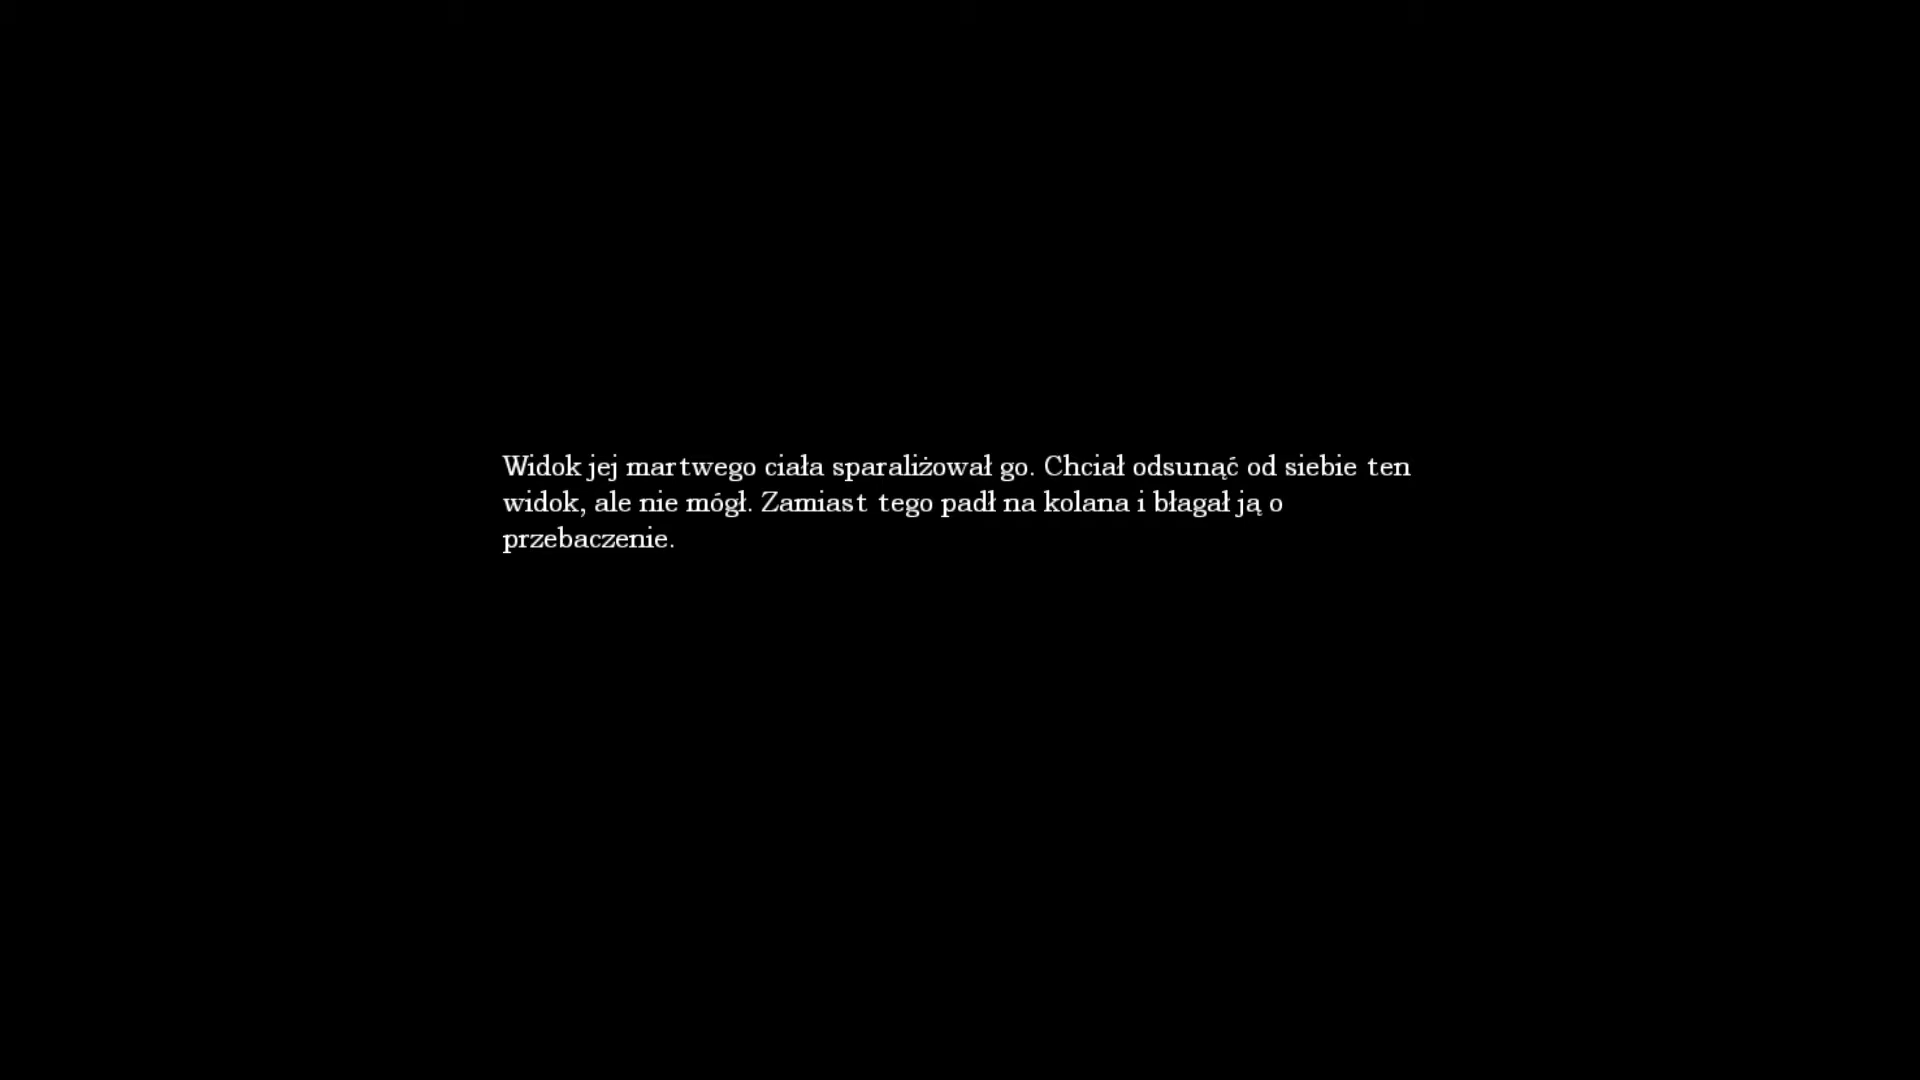 Widok jej martwego ciała sparaliżował go. Chciał odsunąć od siebie ten
widok, ale nie mógł. Zamiast tego padł na kolana i błagał ją o
przebaczenie.